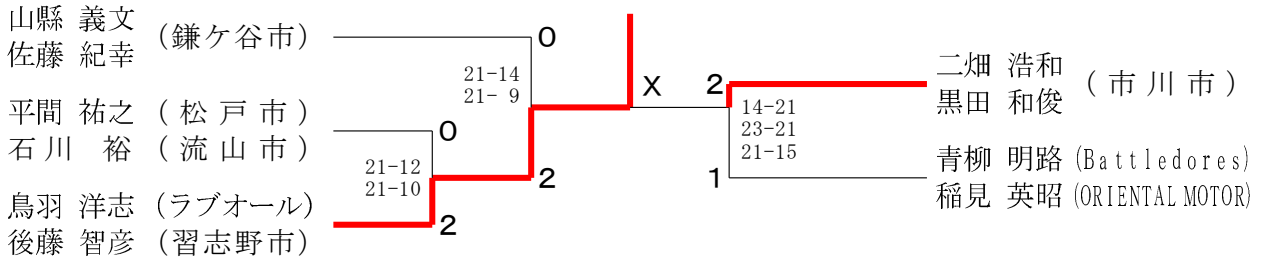 山縣 義文 (鎌ケ谷市)
佐藤 紀幸
0
21-14
21- 9
平間 祐之 (松戸市)
石川 裕 (流山市)
0
21-12
21-10
2
鳥羽 洋志 (ラブオール)
後藤 智彦 (習志野市)
2
X
2
二畑 浩和 (市川市)
黒田 和俊
14-21
23-21
21-15
1
青柳 明路 (Battledores)
稲見 英昭 (ORIENTAL MOTOR)